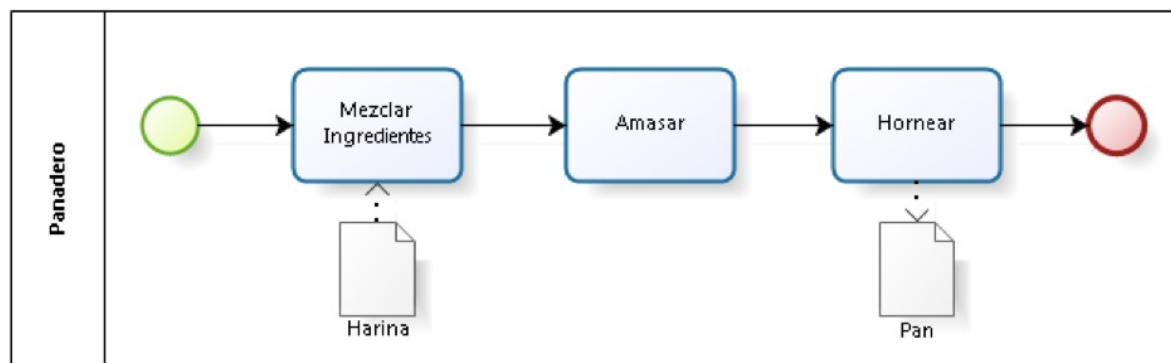 Panadero
Mezclar
Ingredientes
Amasar
Hornear
Harina
Pan